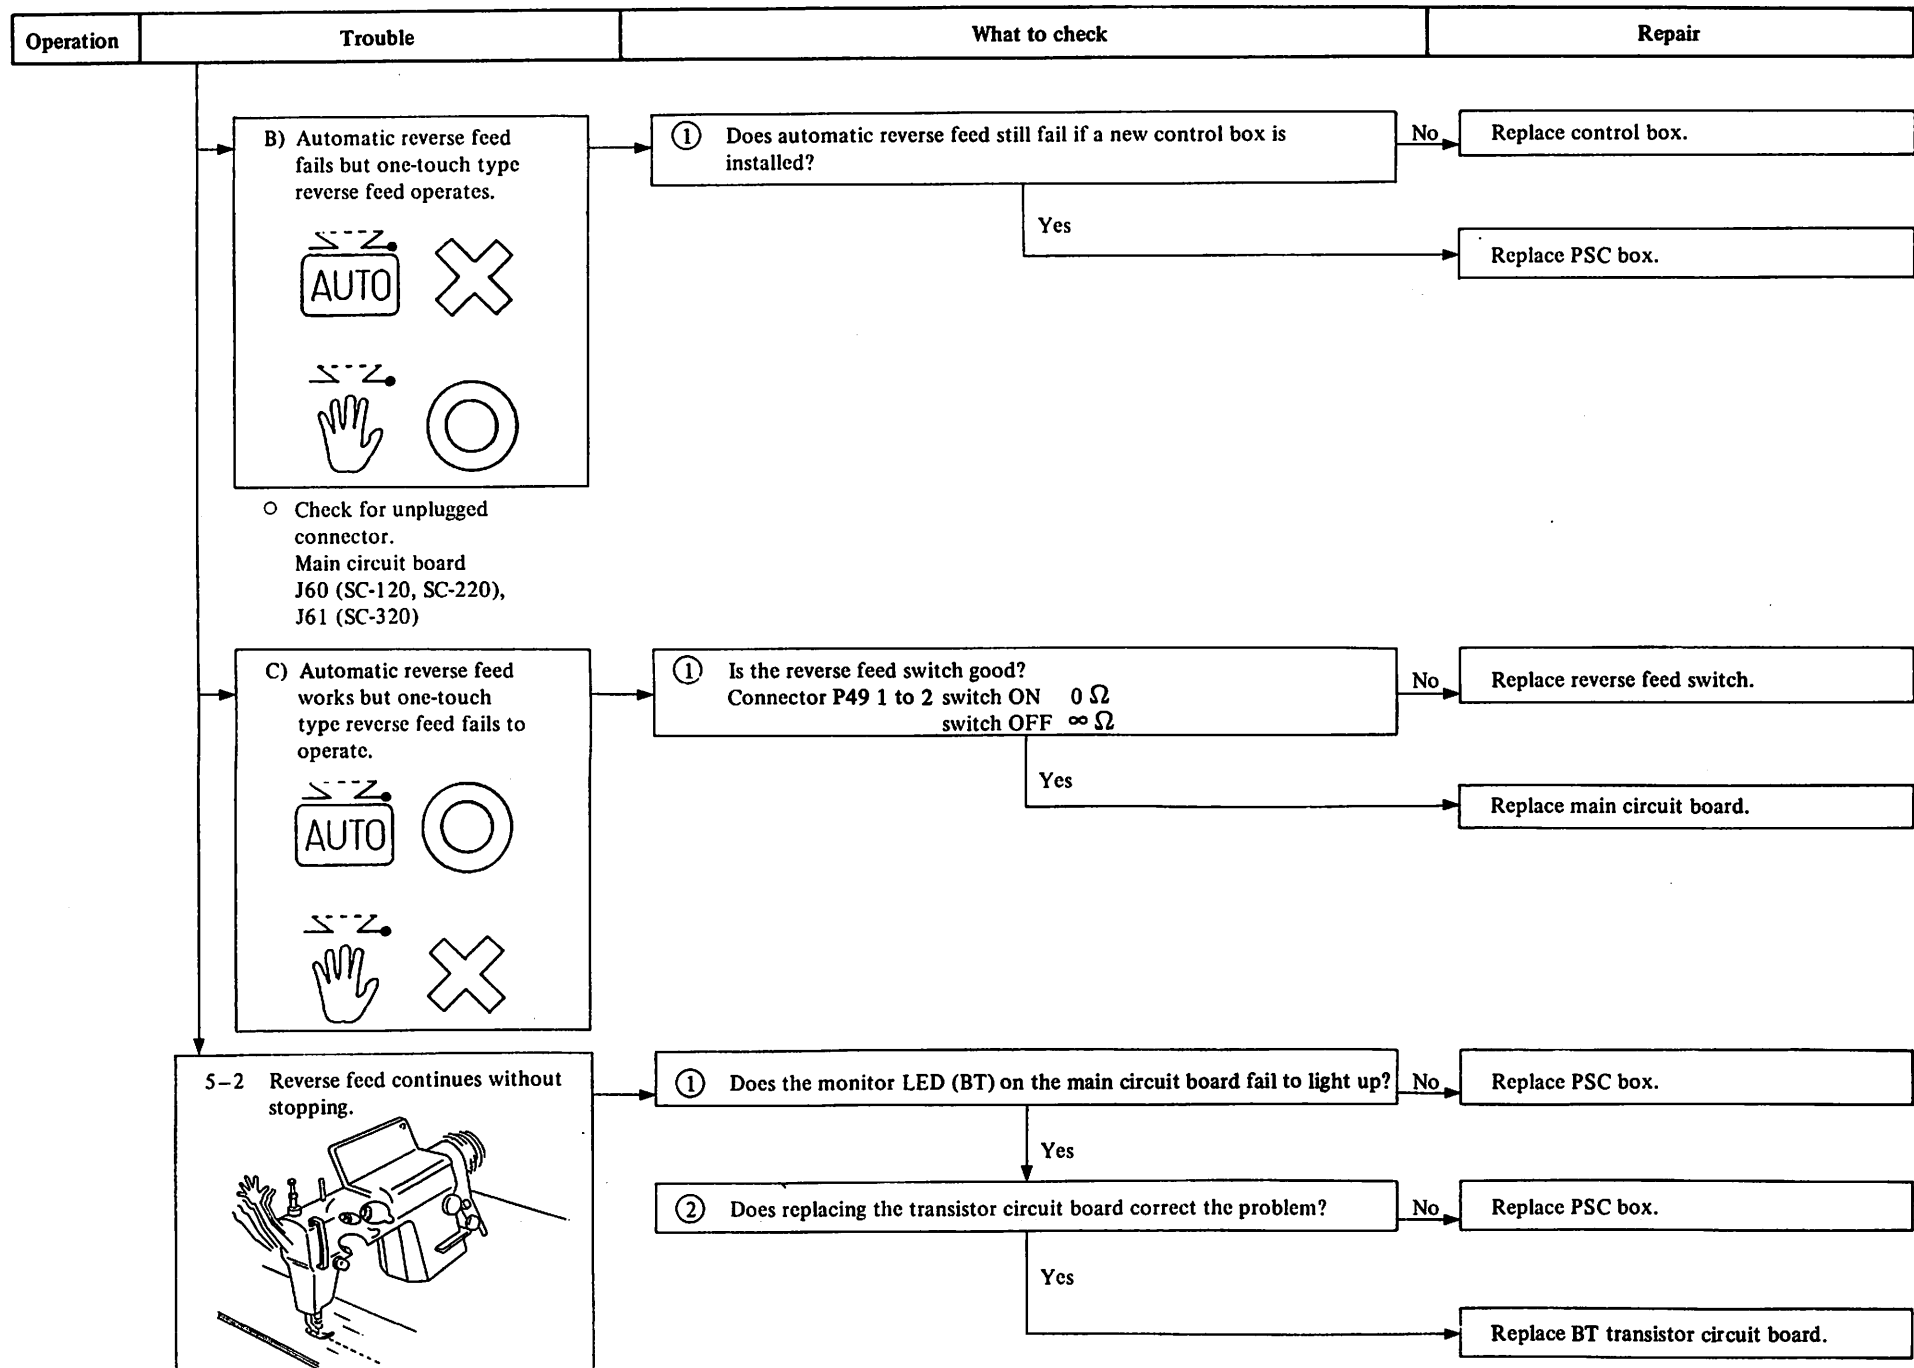 Operation
Trouble
What to check
Repair
B) Automatic reverse feed
fails but one-touch type
reverse feed operates.
AUTO
① Does automatic reverse feed still fail if a new control box is
installed?
No
Replace control box.
Yes
Replace PSC box.
○ Check for unplugged
connector.
Main circuit board
J60 (SC-120, SC-220),
J61 (SC-320)
C) Automatic reverse feed
works but one-touch
type reverse feed fails to
operate.
AUTO
① Is the reverse feed switch good?
Connector P49 1 to 2 switch ON 0 Ω
switch OFF ∞ Ω
No
Replace reverse feed switch.
Yes
Replace main circuit board.
5-2 Reverse feed continues without
stopping.
① Does the monitor LED (BT) on the main circuit board fail to light up?
No
Replace PSC box.
Yes
② Does replacing the transistor circuit board correct the problem?
No
Replace PSC box.
Yes
Replace BT transistor circuit board.